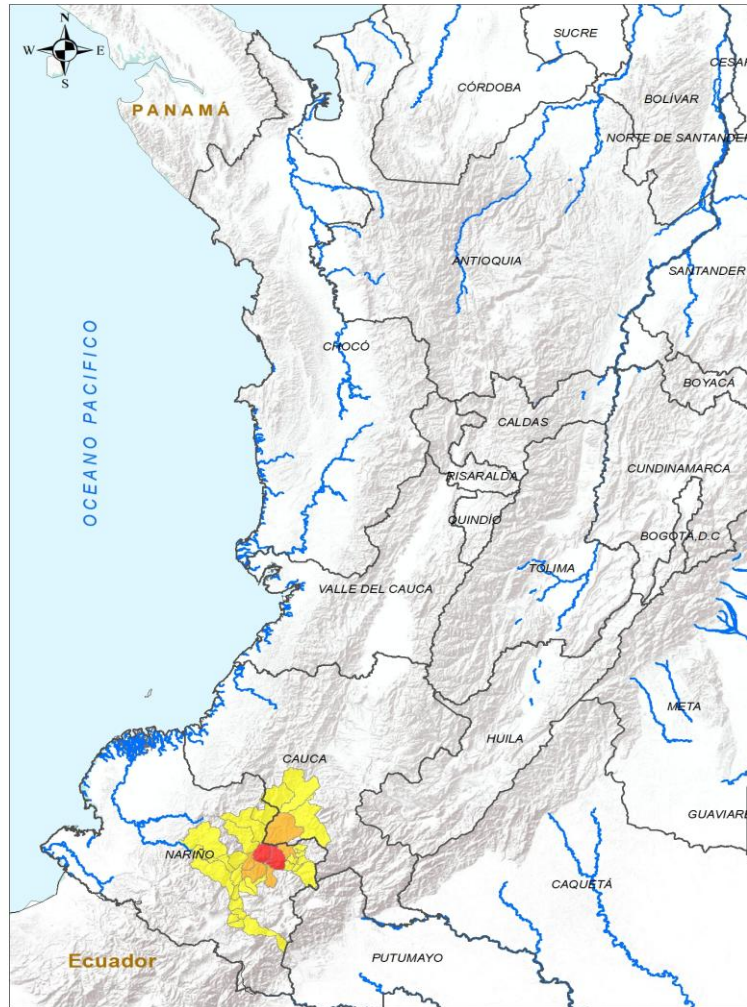 N
W E
S
SUCRE
CESAR
CÓRDOBA
BOLÍVAR
PANAMÁ
NORTE DE SANTANDER
ANTIOQUIA
SANTANDER
OCEANO PACIFICO
CHOCÓ
BOYACÁ
CALDAS
CUNDINAMARCA
RISARALDA
QUINDÍO
BOGOTÁ, D.C
TOLIMA
VALLE DEL CAUCA
META
HUILA
CAUCA
GUAVIARE
NARIÑO
CAQUETÁ
Ecuador
PUTUMAYO